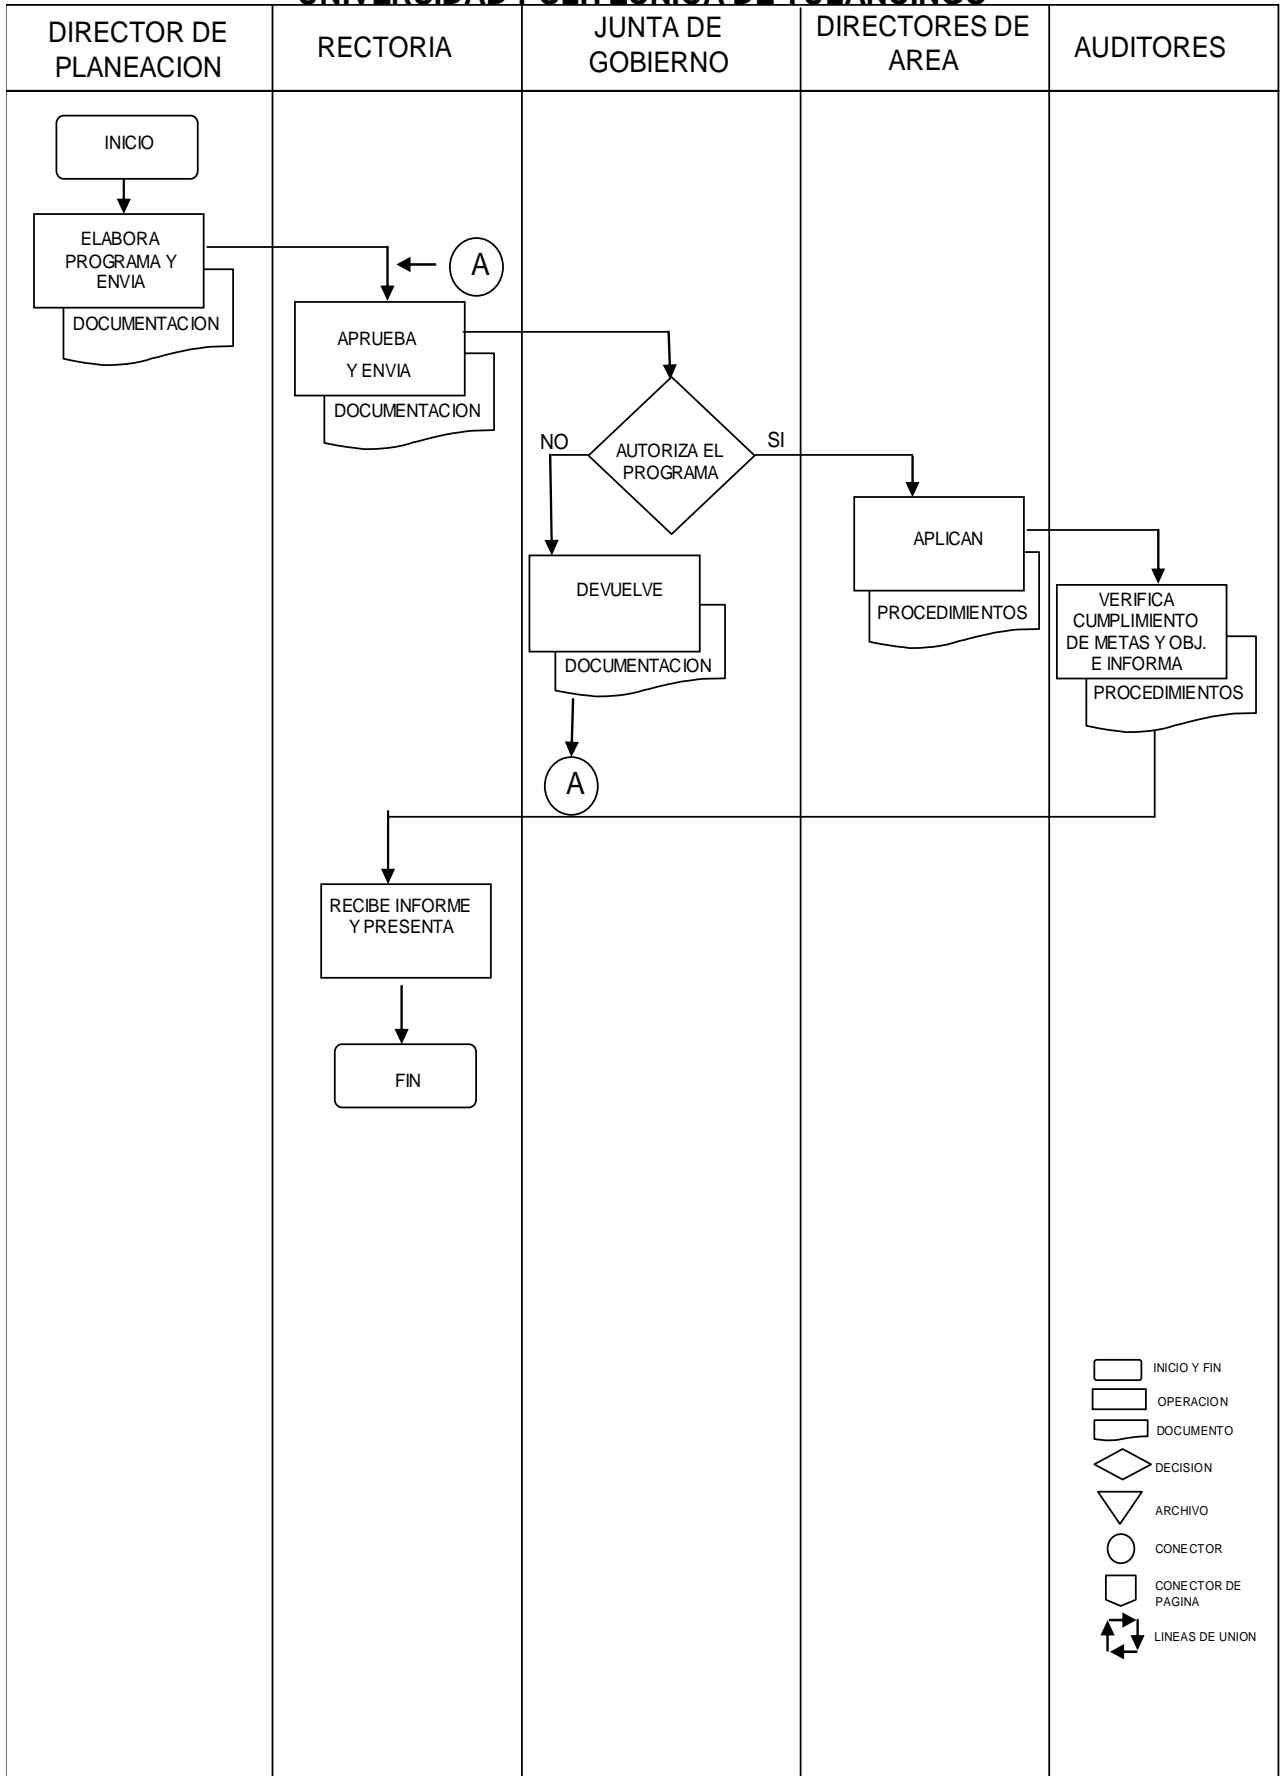 DIRECTOR DE
PLANEACION
RECTORIA
JUNTA DE
GOBIERNO
DIRECTORES DE
AREA
AUDITORES
INICIO
ELABORA
PROGRAMA Y
ENVIA
DOCUMENTACION
A
APRUEBA
Y ENVIA
DOCUMENTACION
NO
AUTORIZA EL
PROGRAMA
SI
DEVUELVE
DOCUMENTACION
A
APLICAN
PROCEDIMIENTOS
VERIFICA
CUMPLIMIENTO
DE METAS Y OBJ.
E INFORMA
PROCEDIMIENTOS
RECIBE INFORME
Y PRESENTA
FIN
INICIO Y FIN
OPERACION
DOCUMENTO
DECISION
ARCHIVO
CONECTOR
CONECTOR DE
PAGINA
LINEAS DE UNION